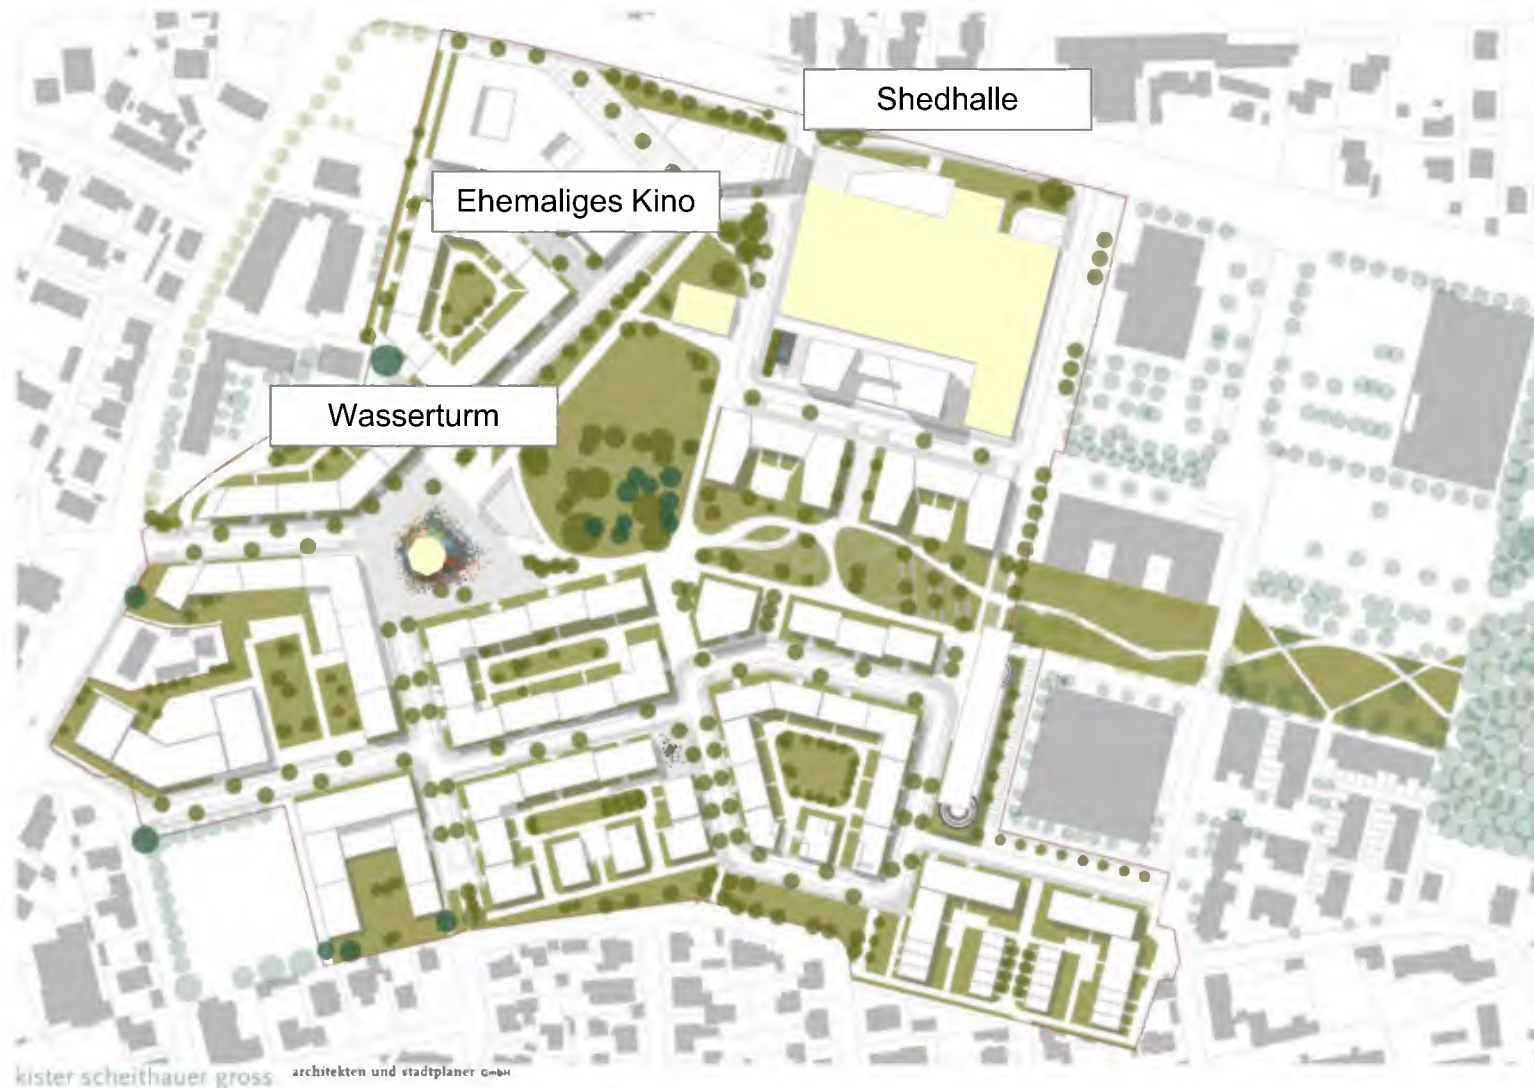 Shedhalle
Ehemaliges Kino
Wasserturm
kister scheithauer gross architekten und stadtplaner GmbH